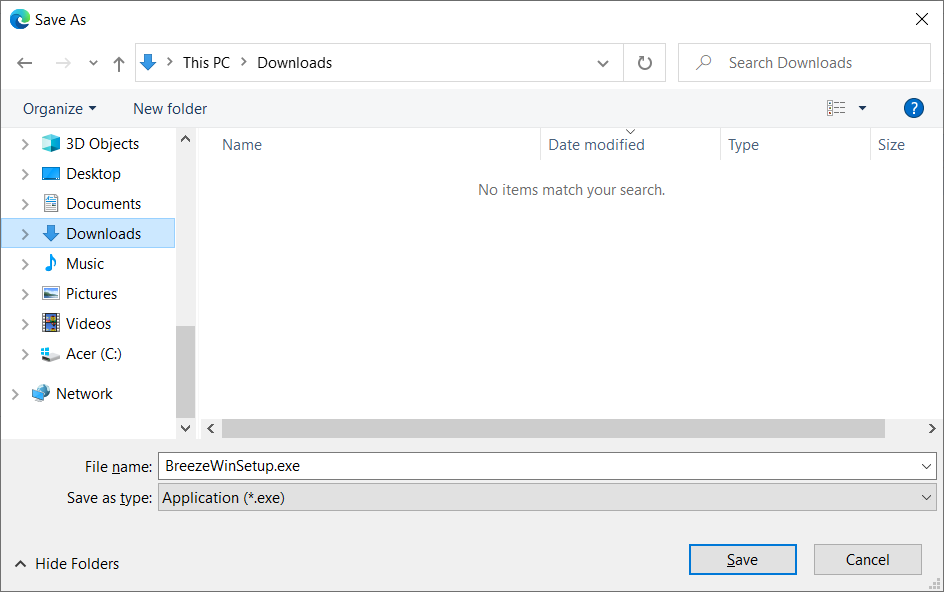 Save As
This PC > Downloads
Search Downloads
Organize
New folder
?
3D Objects
Desktop
Documents
Downloads
Music
Pictures
Videos
Acer (C:)
Network
Name
Date modified
Type
Size
No items match your search.
File name: BreezeWinSetup.exe
Save as type: Application (*.exe)
Hide Folders
Save
Cancel